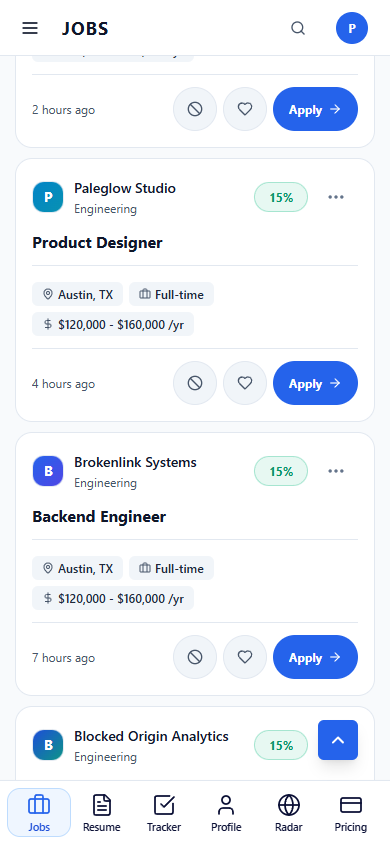 JOBS
P
2 hours ago
Apply
P
Paleglow Studio
Engineering
15%
Product Designer
Austin, TX
Full-time
$120,000 - $160,000 /yr
4 hours ago
Apply
B
Brokenlink Systems
Engineering
15%
Backend Engineer
Austin, TX
Full-time
$120,000 - $160,000 /yr
7 hours ago
Apply
B
Blocked Origin Analytics
Engineering
15%
Jobs
Resume
Tracker
Profile
Radar
Pricing